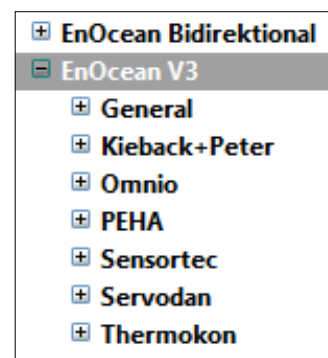 EnOcean Bidirektional
EnOcean V3
General
Kieback+Peter
Omnio
PEHA
Sensortec
Servodan
Thermokon